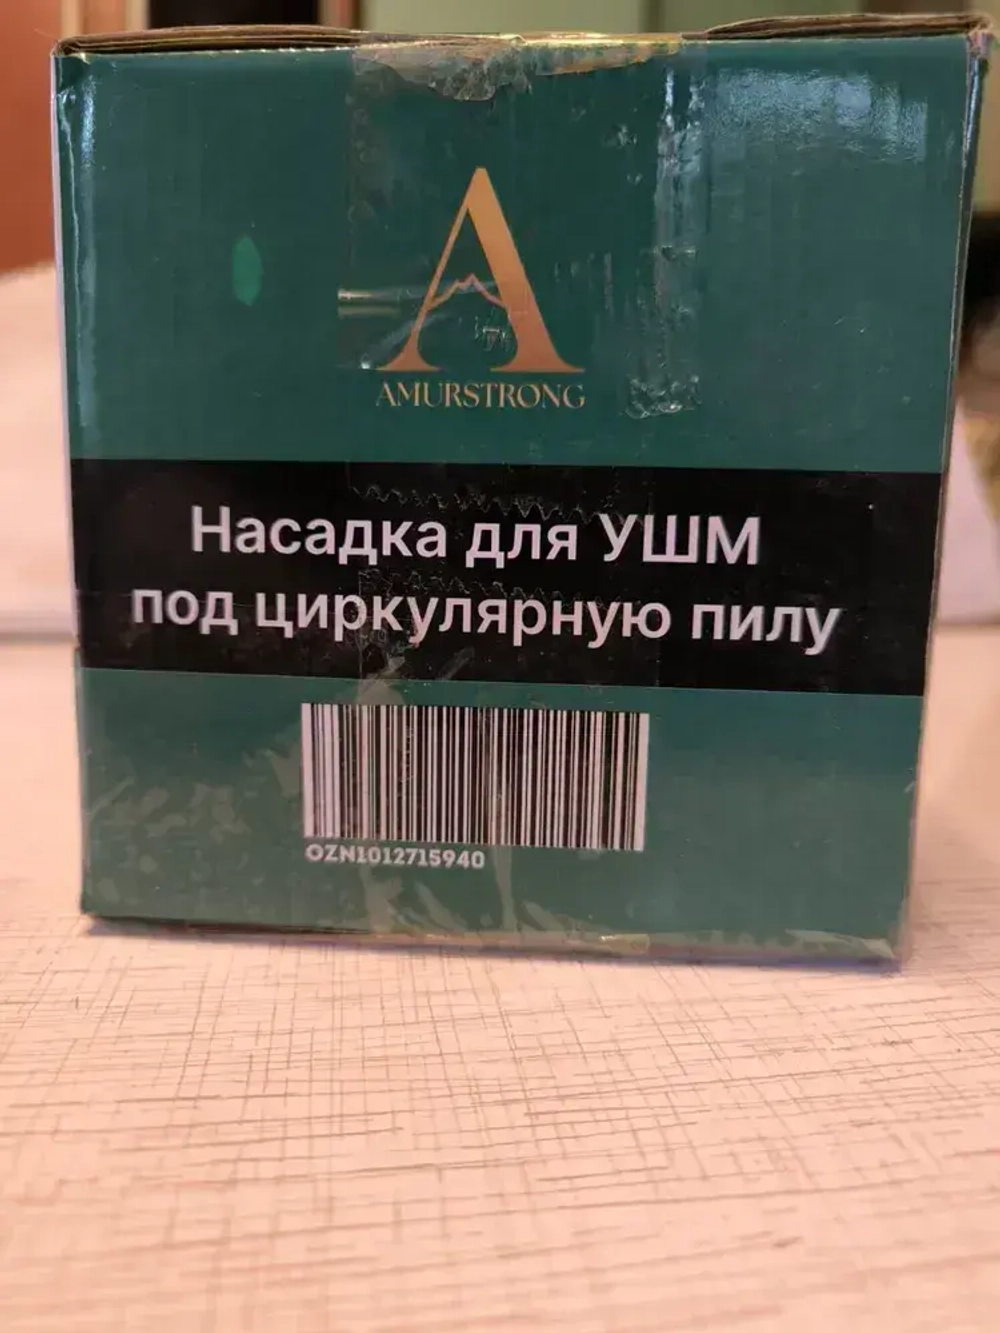 AMURSTRONG
Насадка для УШМ
под циркулярную пилу
OZN1012715940